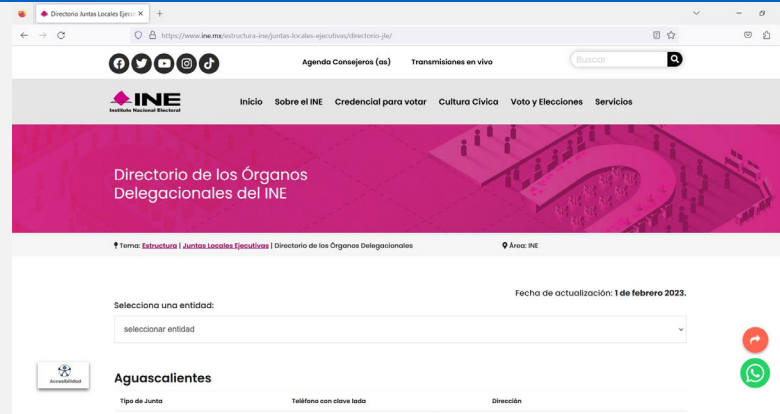 Directorio Juntas Locales Ejecut
https://www.ine.mx/estructura-ine/juntas-locales-ejecutivas/directorio-jle/
Agenda Consejeros (as) Transmisiones en vivo Buscar
INE
Instituto Nacional Electoral
Inicio Sobre el INE Credencial para votar Cultura Cívica Voto y Elecciones Servicios
Directorio de los Órganos
Delegacionales del INE
Tema: Estructura | Juntas Locales Ejecutivas | Directorio de los Órganos Delegacionales Área: INE
Fecha de actualización: 1 de febrero 2023.
Selecciona una entidad:
seleccionar entidad
Accesibilidad
Aguascalientes
Tipo de Junta Teléfono con clave lada Dirección